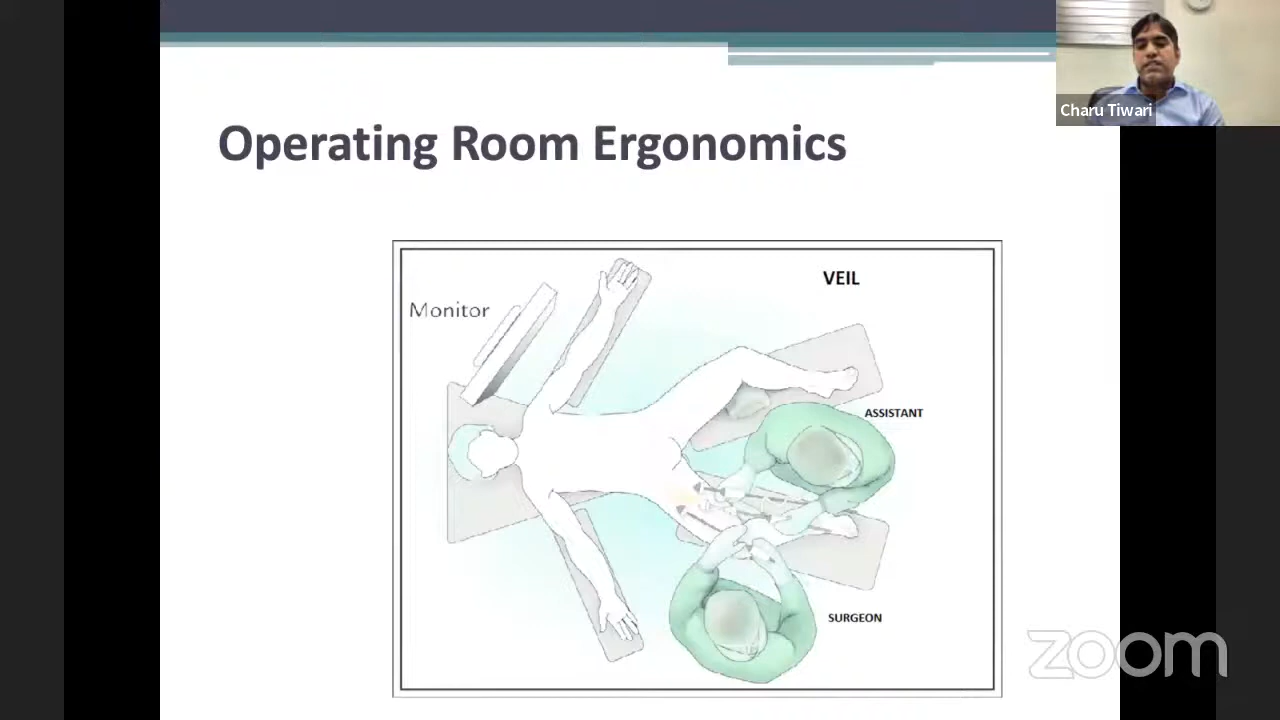 Charu Tiwari
Operating Room Ergonomics
VEIL
Monitor
ASSISTANT
SURGEON
zoom